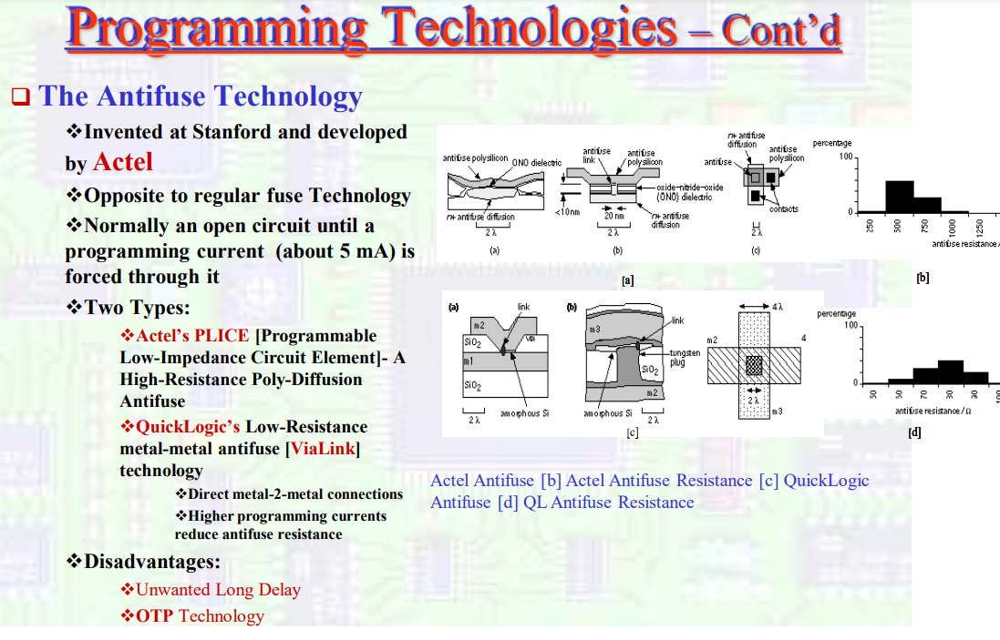 Programming Technologies – Cont’d
❑ The Antifuse Technology
❖Invented at Stanford and developed
by Actel
❖Opposite to regular fuse Technology
❖Normally an open circuit until a
programming current (about 5 mA) is
forced through it
❖Two Types:
❖Actel’s PLICE [Programmable
Low-Impedance Circuit Element]- A
High-Resistance Poly-Diffusion
Antifuse
❖QuickLogic’s Low-Resistance
metal-metal antifuse [ViaLink]
technology
❖Direct metal-2-metal connections
❖Higher programming currents
reduce antifuse resistance
❖Disadvantages:
❖Unwanted Long Delay
❖OTP Technology
antifuse polysilicon
ONO dielectric
n+ antifuse diffusion
2 λ
(a)
antifuse
link
antifuse
polysilicon
oxide–nitride–oxide
(ONO) dielectric
<10nm
20 nm
n+ antifuse
diffusion
2 λ
(b)
n+ antifuse
diffusion
antifuse
antifuse
polysilicon
contacts
2 λ
(c)
[a]
percentage
100
0
250
500
750
1000
1250
antifuse resistance /
[b]
(a)
link
m2
via
SiO2
m1
SiO2
2 λ
amorphous Si
(b)
m3
link
tungsten
plug
SiO2
m2
amorphous Si
2 λ
4λ
m2
4
2 λ
m3
[c]
percentage
100
0
50
50
70
80
90
100
antifuse resistance / Ω
[d]
Actel Antifuse [b] Actel Antifuse Resistance [c] QuickLogic
Antifuse [d] QL Antifuse Resistance